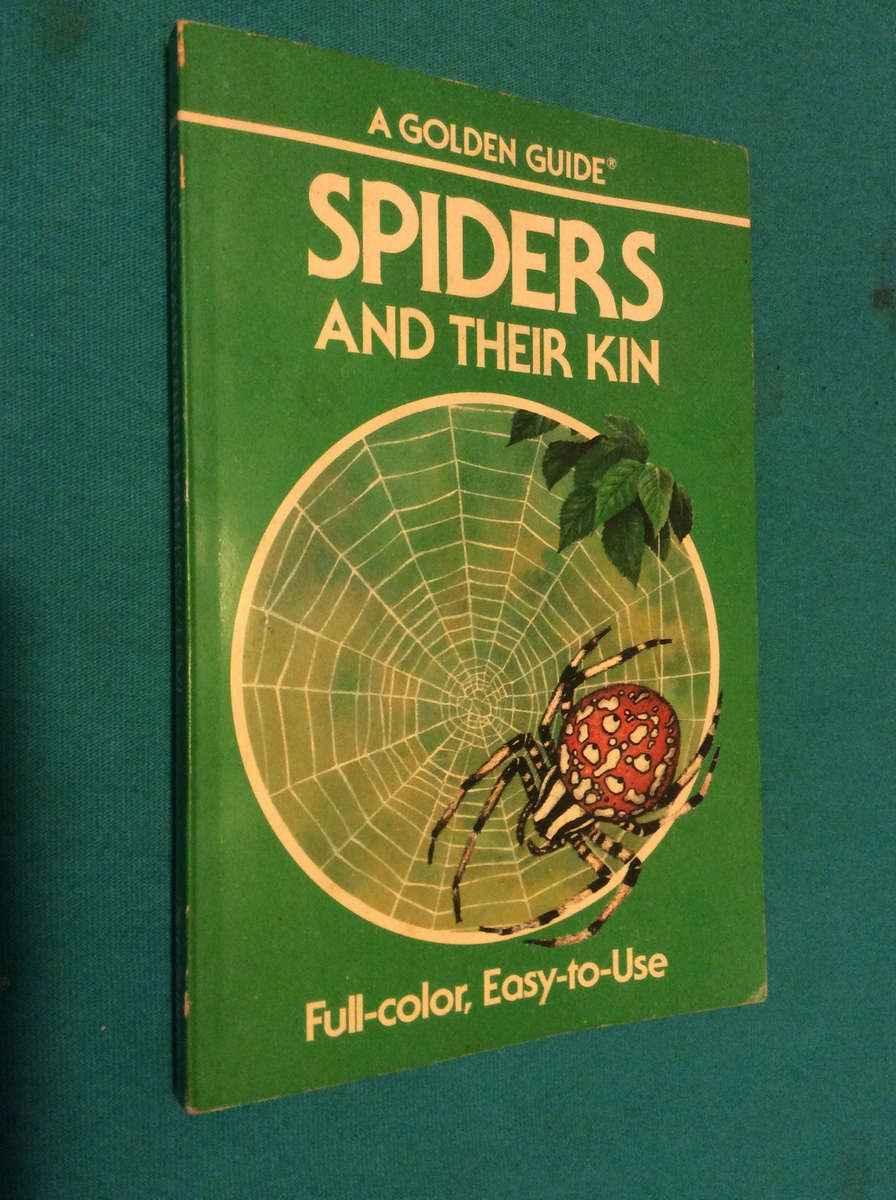 A GOLDEN GUIDE®
SPIDERS
AND THEIR KIN
Full-color, Easy-to-Use